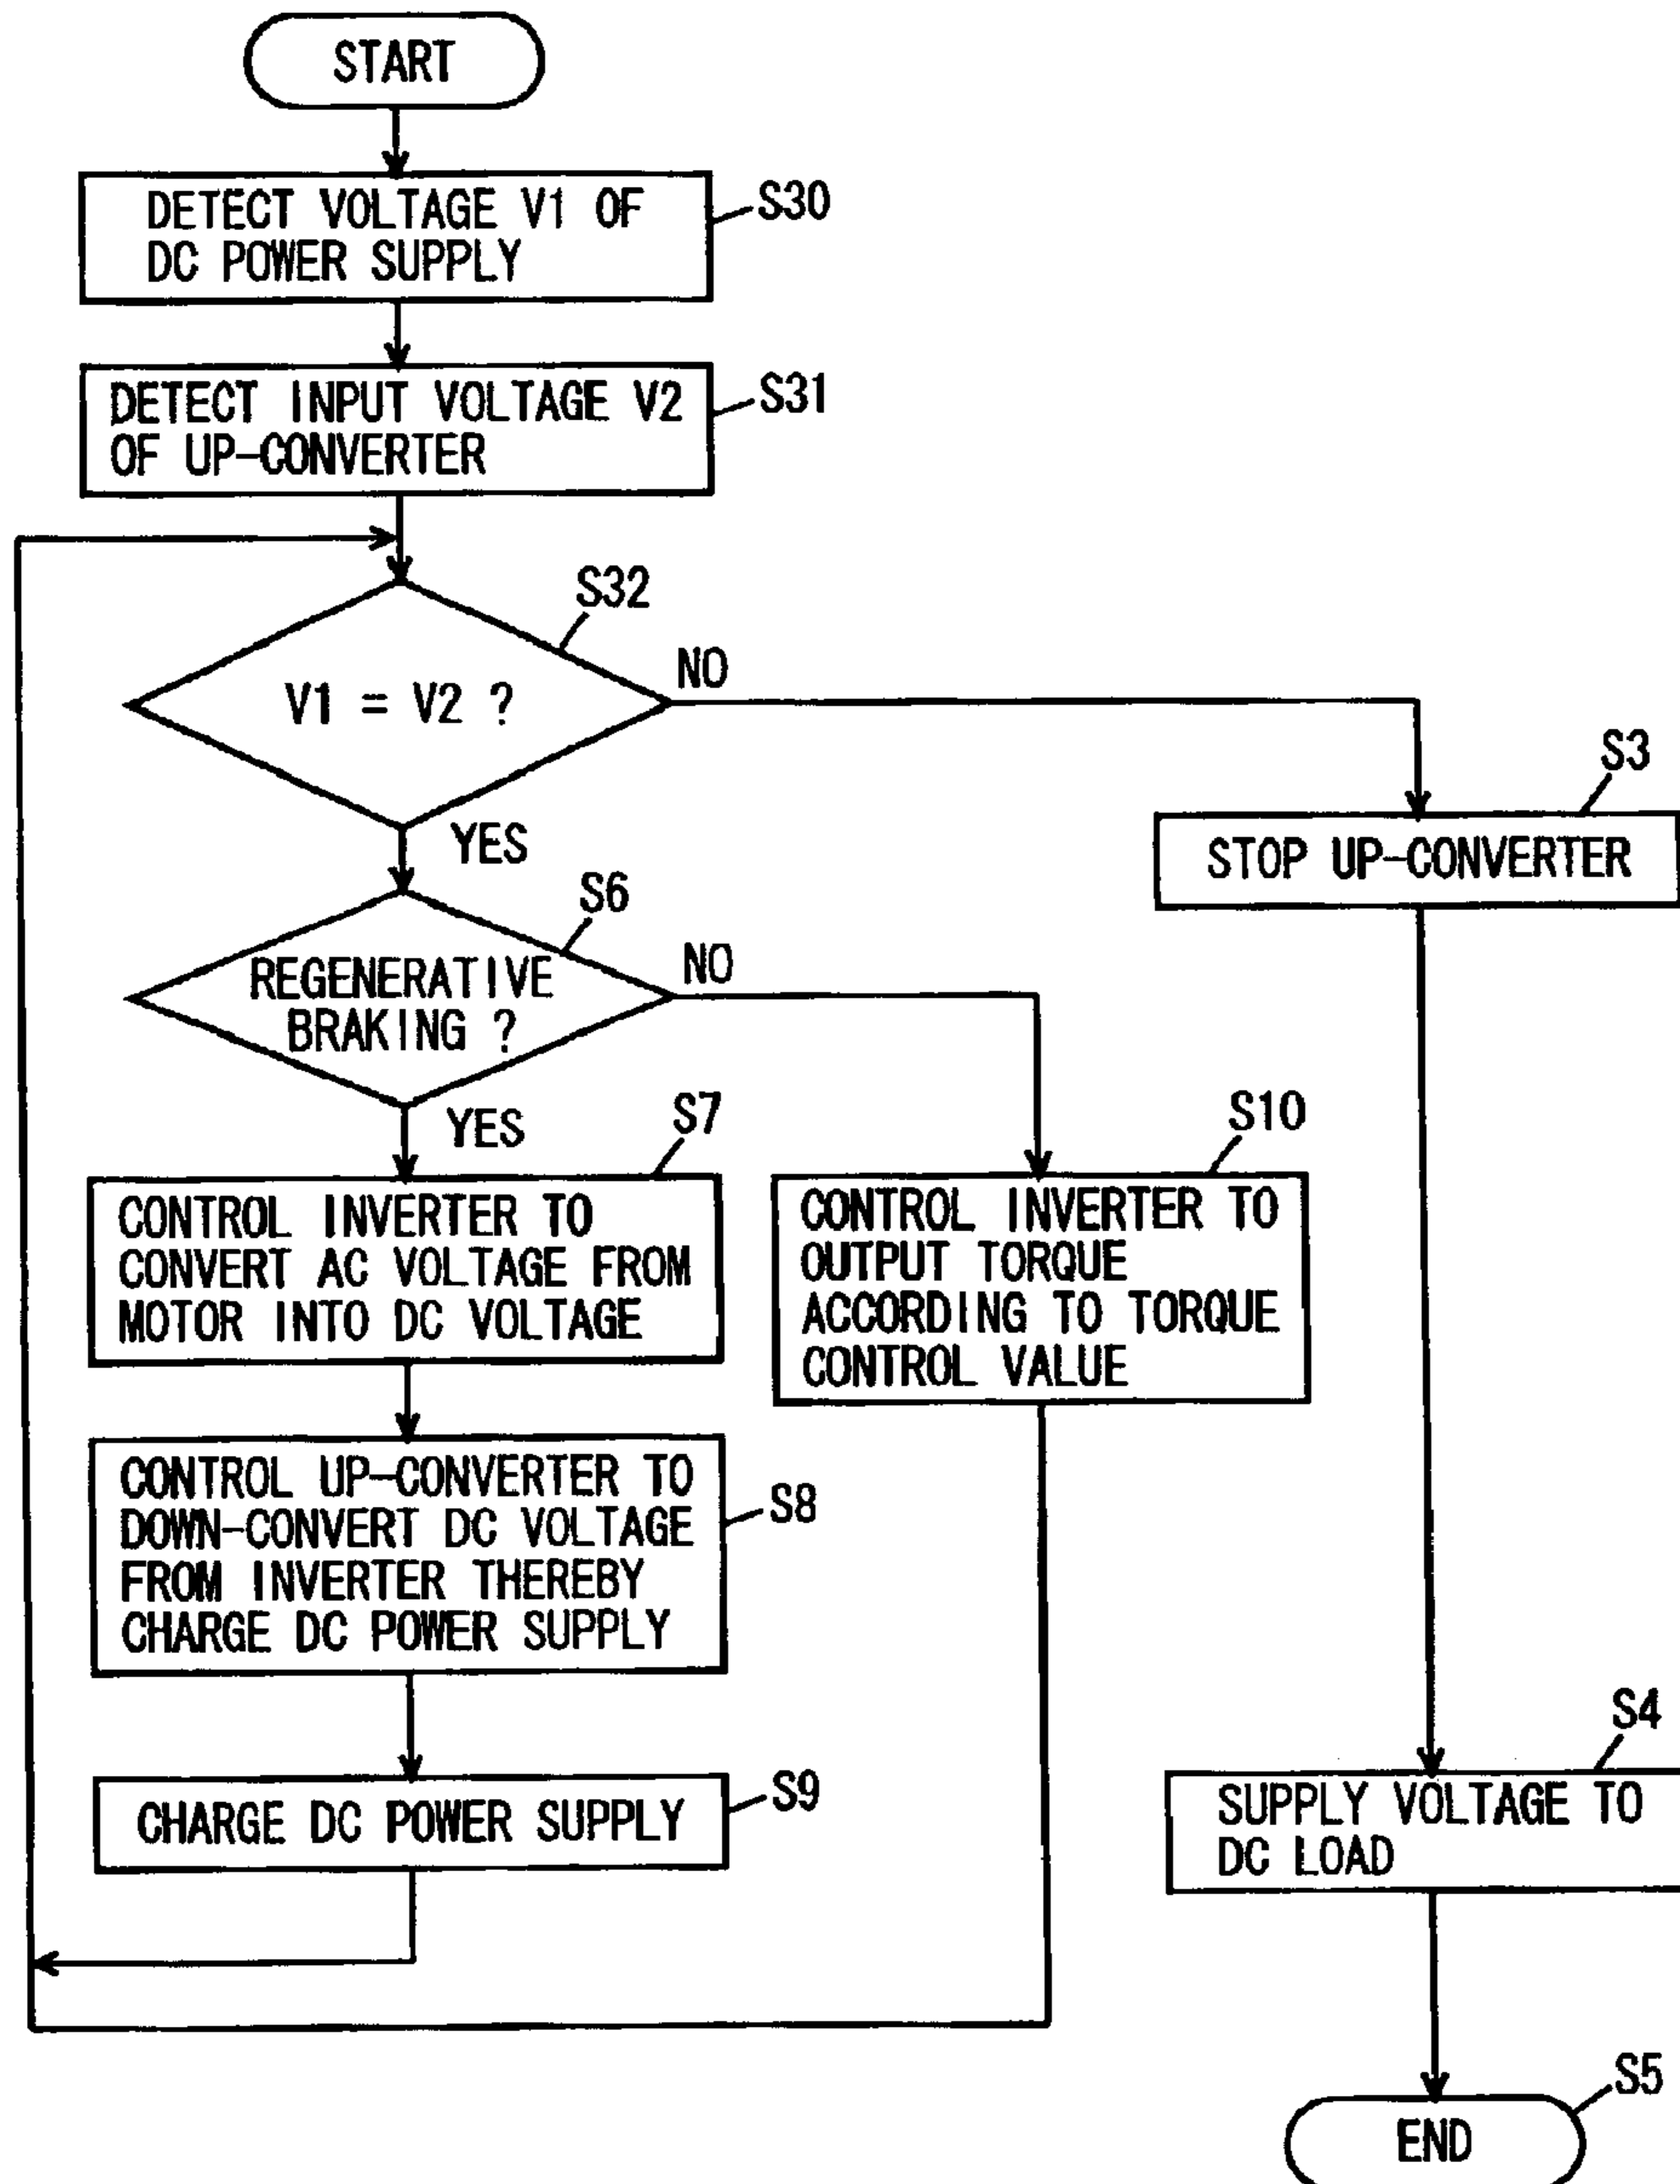 START
DETECT VOLTAGE V1 OF
DC POWER SUPPLY
S30
DETECT INPUT VOLTAGE V2
OF UP-CONVERTER
S31
S32
V1 = V2 ?
NO
YES
S3
STOP UP-CONVERTER
S6
REGENERATIVE
BRAKING ?
NO
YES
S7
CONTROL INVERTER TO
CONVERT AC VOLTAGE FROM
MOTOR INTO DC VOLTAGE
S10
CONTROL INVERTER TO
OUTPUT TORQUE
ACCORDING TO TORQUE
CONTROL VALUE
CONTROL UP-CONVERTER TO
DOWN-CONVERT DC VOLTAGE
FROM INVERTER THEREBY
CHARGE DC POWER SUPPLY
S8
CHARGE DC POWER SUPPLY
S9
S4
SUPPLY VOLTAGE TO
DC LOAD
S5
END